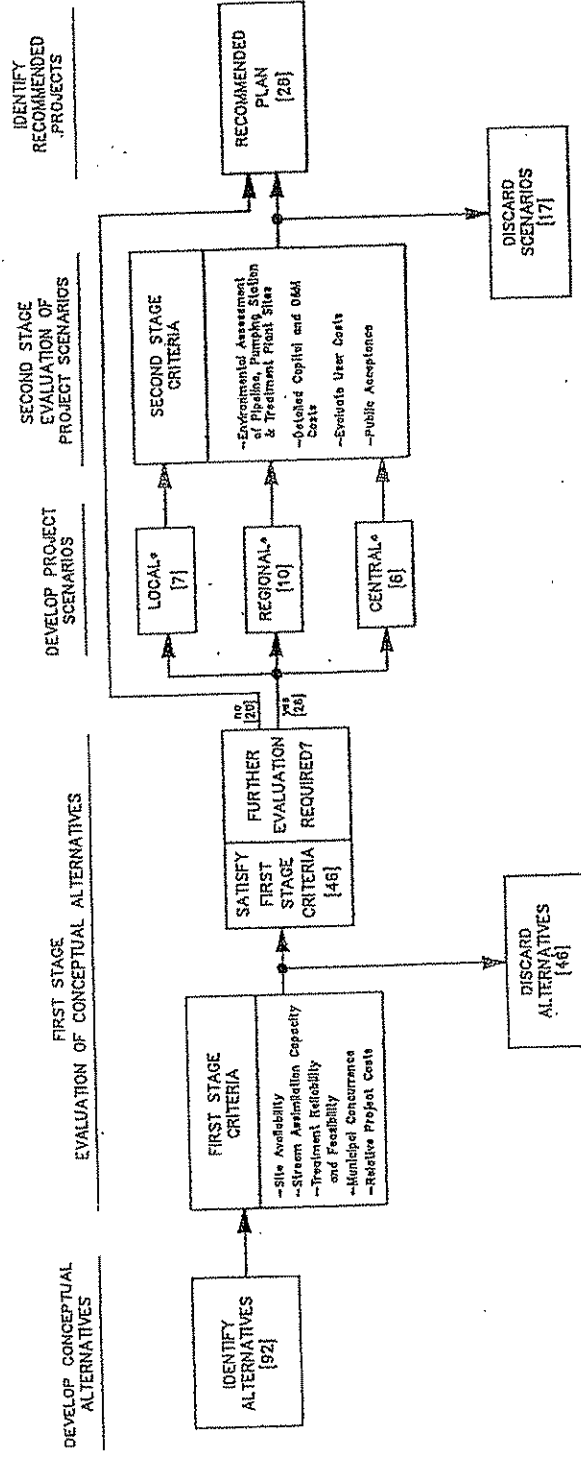 DEVELOP CONCEPTUAL
ALTERNATIVES
IDENTIFY
ALTERNATIVES
[92]
FIRST STAGE
EVALUATION OF CONCEPTUAL ALTERNATIVES
FIRST STAGE
CRITERIA
-Site Availability
-Stream Assimilation Capacity
-Treatment Reliability
and Feasibility
-Municipal Concurrence
-Relative Project Costs
DISCARD
ALTERNATIVES
[46]
SATISFY
FIRST
STAGE
CRITERIA
[46]
FURTHER
EVALUATION
REQUIRED?
no
[20]
yes
[26]
DEVELOP PROJECT
SCENARIOS
LOCAL*
[7]
REGIONAL*
[10]
CENTRAL*
[6]
SECOND STAGE
EVALUATION OF
PROJECT SCENARIOS
SECOND STAGE
CRITERIA
-Environmental Assessment
of Pipeline, Pumping Station
& Treatment Plant Sites
-Detailed Capital and O&M
Costs
-Evaluate User Costs
-Public Acceptance
IDENTIFY
RECOMMENDED
PROJECTS
RECOMMENDED
PLAN
[26]
DISCARD
SCENARIOS
[17]